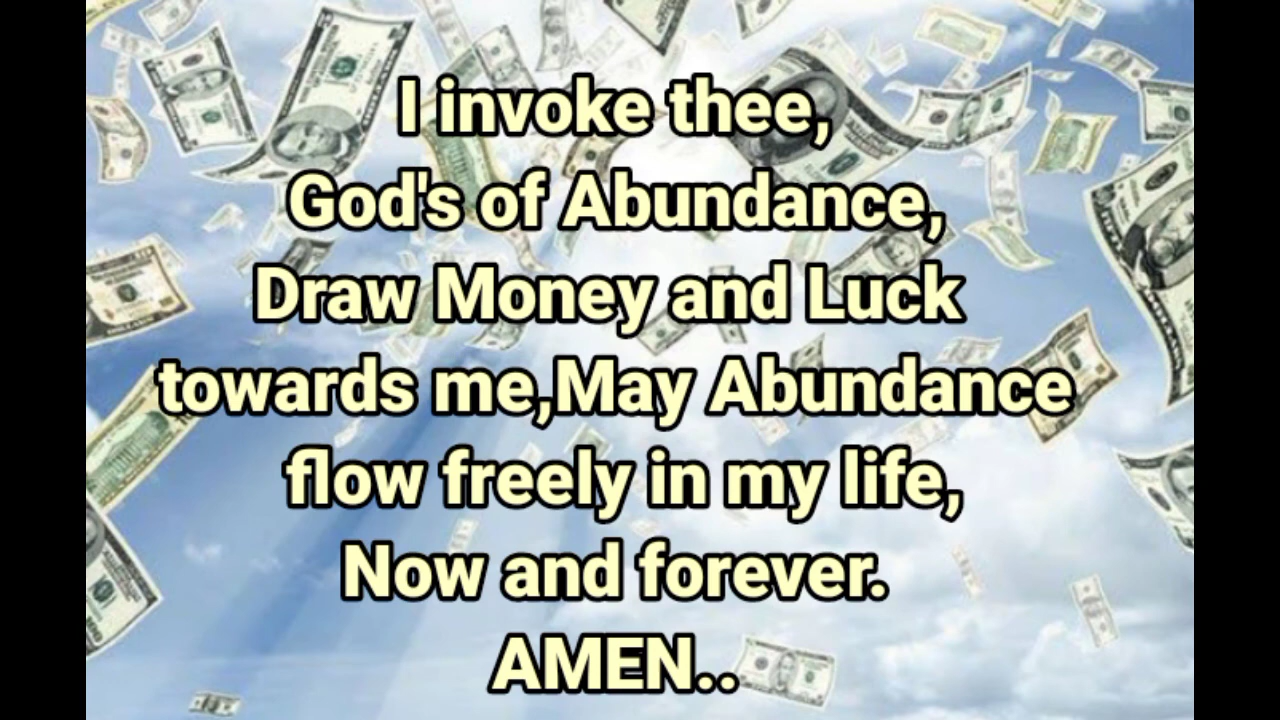 I invoke thee,
God's of Abundance,
Draw Money and Luck
towards me,May Abundance
flow freely in my life,
Now and forever.
AMEN..